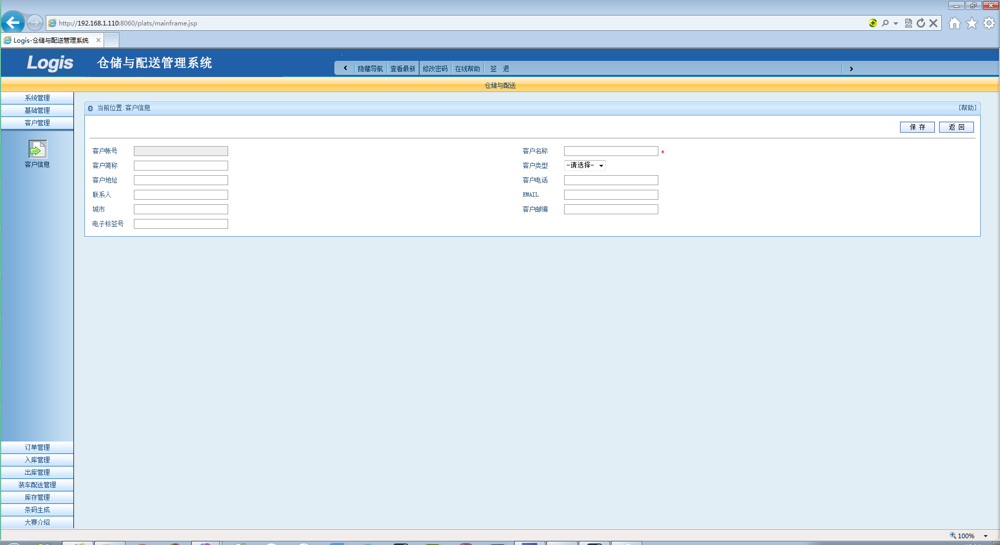 http://192.168.1.110:8060/plats/mainframe.jsp
Logis-仓储与配送管理系统
Logis 仓储与配送管理系统
隐藏导航 查看最新 修改密码 在线帮助 签 退
仓储与配送
系统管理
基础管理
客户管理
客户信息
订单管理
入库管理
出库管理
装车配送管理
库存管理
条码生成
大赛介绍
当前位置:客户信息 [帮助]
保 存 返 回
客户帐号 客户名称 *
客户简称 客户类型 -请选择-
客户地址 客户电话
联系人 EMAIL
城市 客户邮编
电子标签号
100%